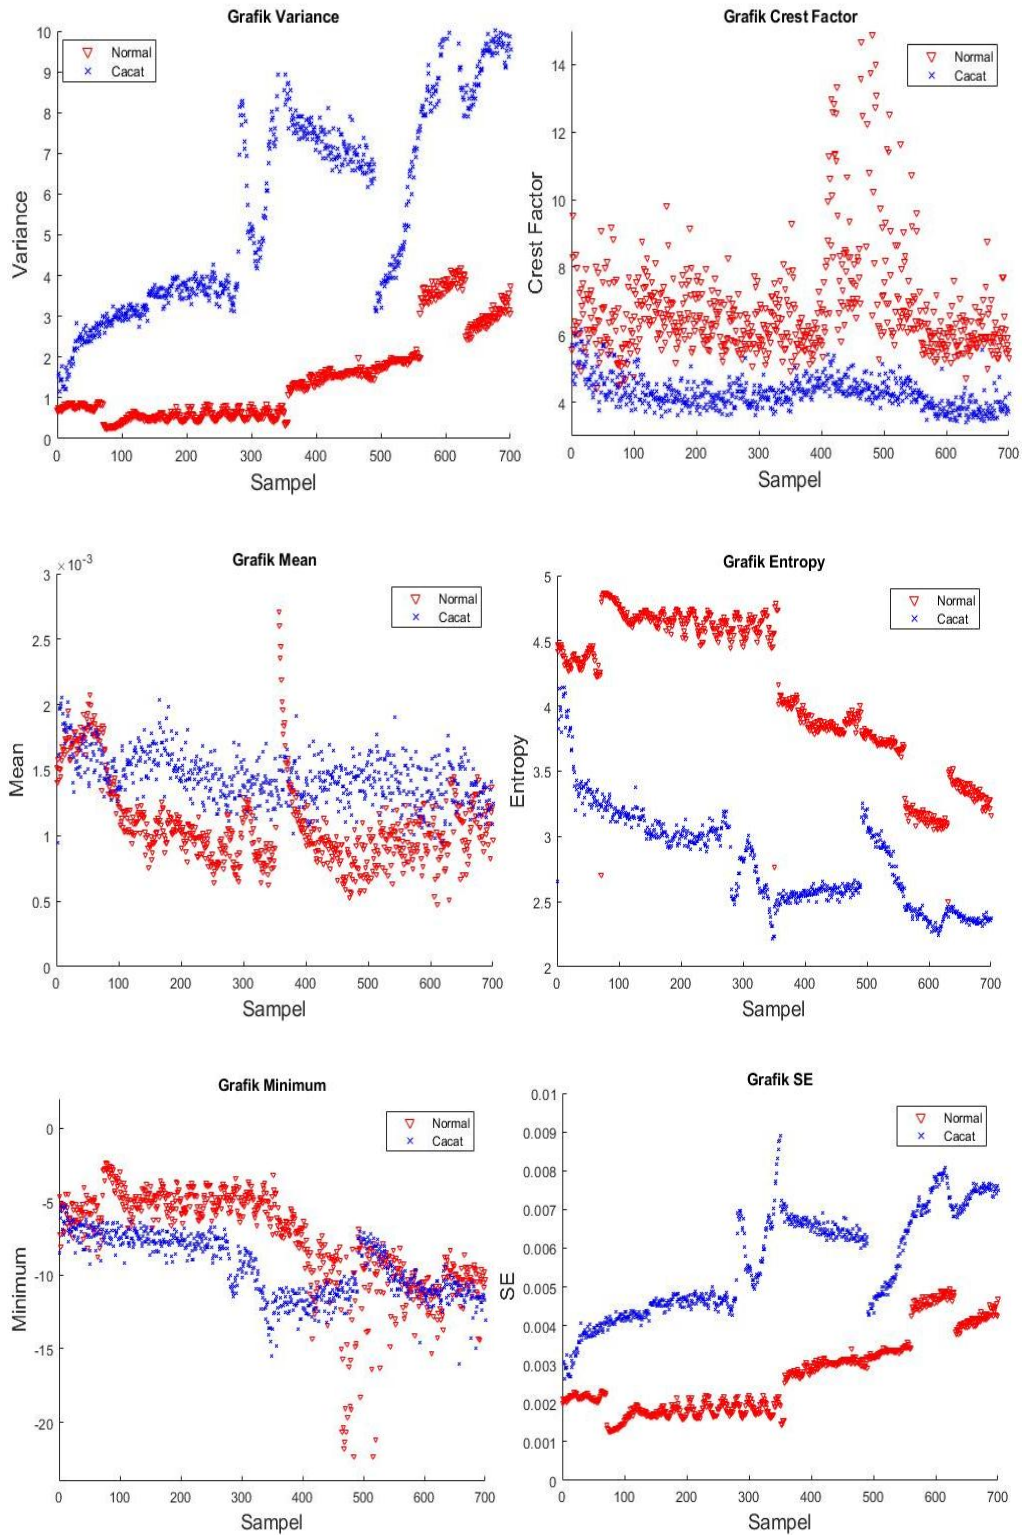 Grafik Variance
10
9
8
7
6
5
4
3
2
1
0
Variance
Normal
Cacat
0 100 200 300 400 500 600 700
Sampel
Grafik Crest Factor
14
12
10
8
6
4
Crest Factor
Normal
Cacat
0 100 200 300 400 500 600 700
Sampel
Grafik Mean
× 10⁻³
3
2.5
2
1.5
1
0.5
0
Mean
Normal
Cacat
0 100 200 300 400 500 600 700
Sampel
Grafik Entropy
5
4.5
4
3.5
3
2.5
2
Entropy
Normal
Cacat
0 100 200 300 400 500 600 700
Sampel
Grafik Minimum
0
-5
-10
-15
-20
Minimum
Normal
Cacat
0 100 200 300 400 500 600 700
Sampel
Grafik SE
0.01
0.009
0.008
0.007
0.006
0.005
0.004
0.003
0.002
0.001
0
SE
Normal
Cacat
0 100 200 300 400 500 600 700
Sampel